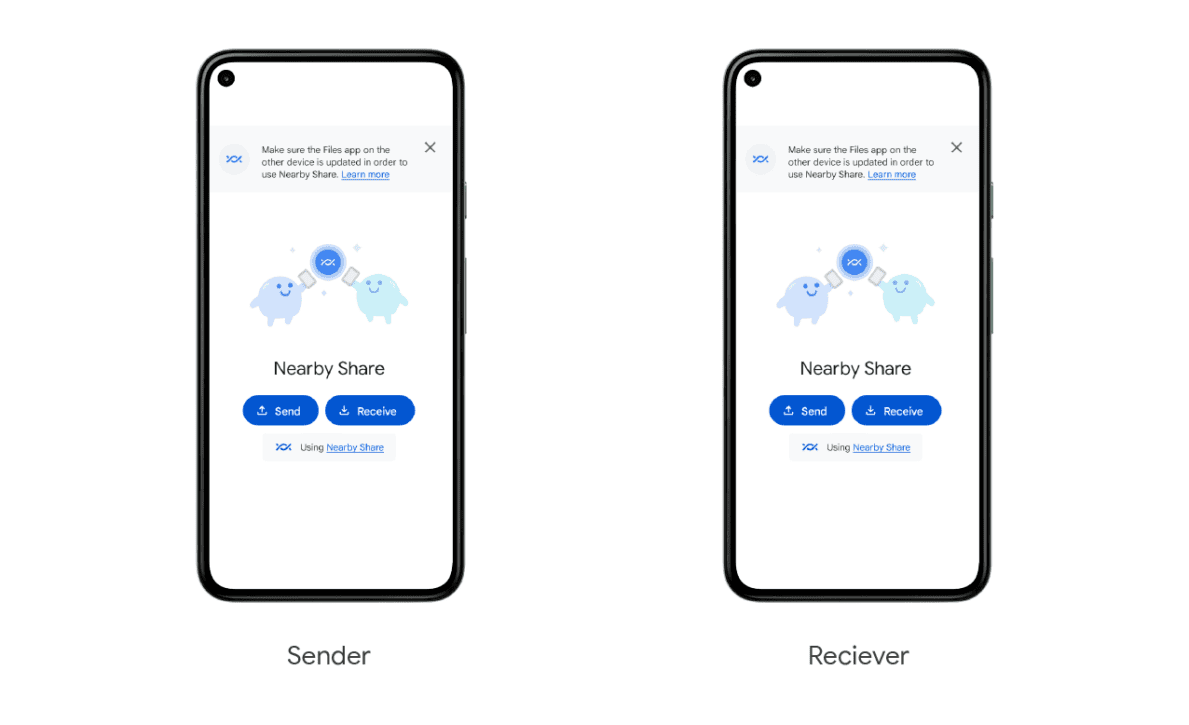 Make sure the Files app on the
other device is updated in order to
use Nearby Share. Learn more
Nearby Share
Send
Receive
Using Nearby Share
Sender
Make sure the Files app on the
other device is updated in order to
use Nearby Share. Learn more
Nearby Share
Send
Receive
Using Nearby Share
Reciever